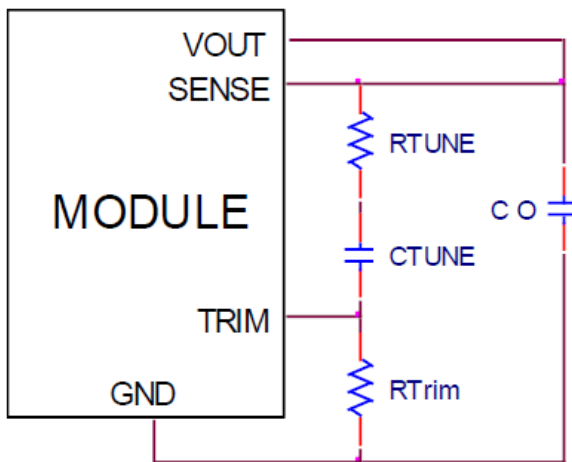 VOUT
SENSE
RTUNE
MODULE
C O
CTUNE
TRIM
RTrim
GND